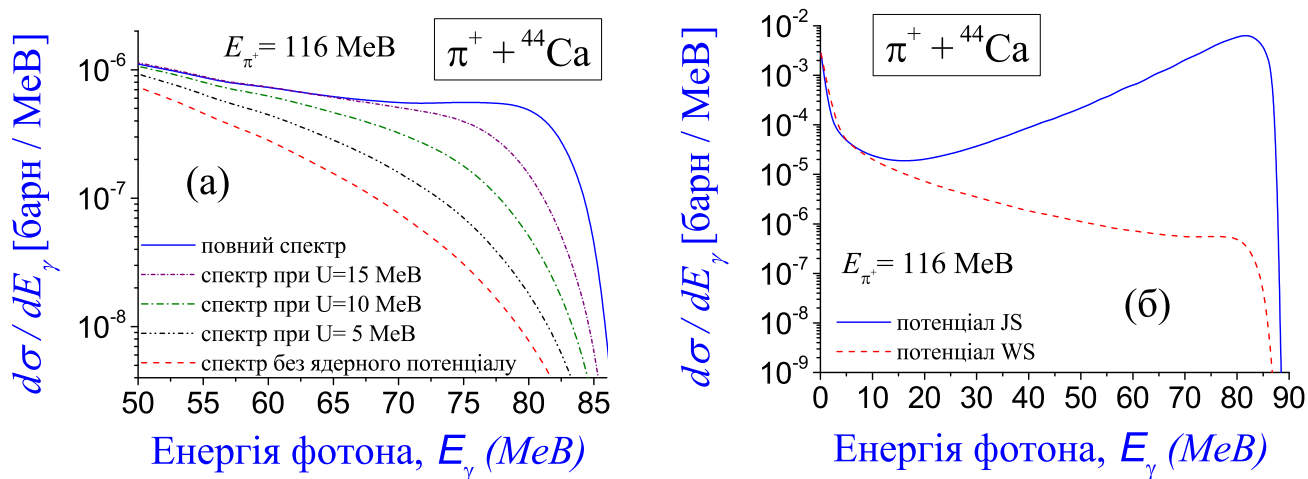 (а)
E_π⁺ = 116 МеВ
π⁺ + ⁴⁴Ca
10⁻⁶
10⁻⁷
10⁻⁸
dσ / dE_γ [барн / МеВ]
повний спектр
спектр при U=15 МеВ
спектр при U=10 МеВ
спектр при U= 5 МеВ
спектр без ядерного потенціалу
50 55 60 65 70 75 80 85
Енергія фотона, E_γ (МеВ)
π⁺ + ⁴⁴Ca
10⁻²
10⁻³
10⁻⁴
10⁻⁵
10⁻⁶
10⁻⁷
10⁻⁸
10⁻⁹
dσ / dE_γ [барн / МеВ]
E_π⁺ = 116 МеВ
(б)
потенціал JS
потенціал WS
0 10 20 30 40 50 60 70 80 90
Енергія фотона, E_γ (МеВ)